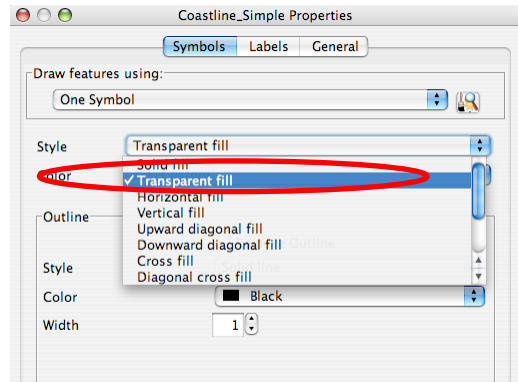 Coastline_Simple Properties
Symbols Labels General
Draw features using:
One Symbol
Style Transparent fill
Solid fill
Color ✓ Transparent fill
Horizontal fill
Outline Vertical fill
Upward diagonal fill
Downward diagonal fill Outline
Style Cross fill
Diagonal cross fill
Color Black
Width 1